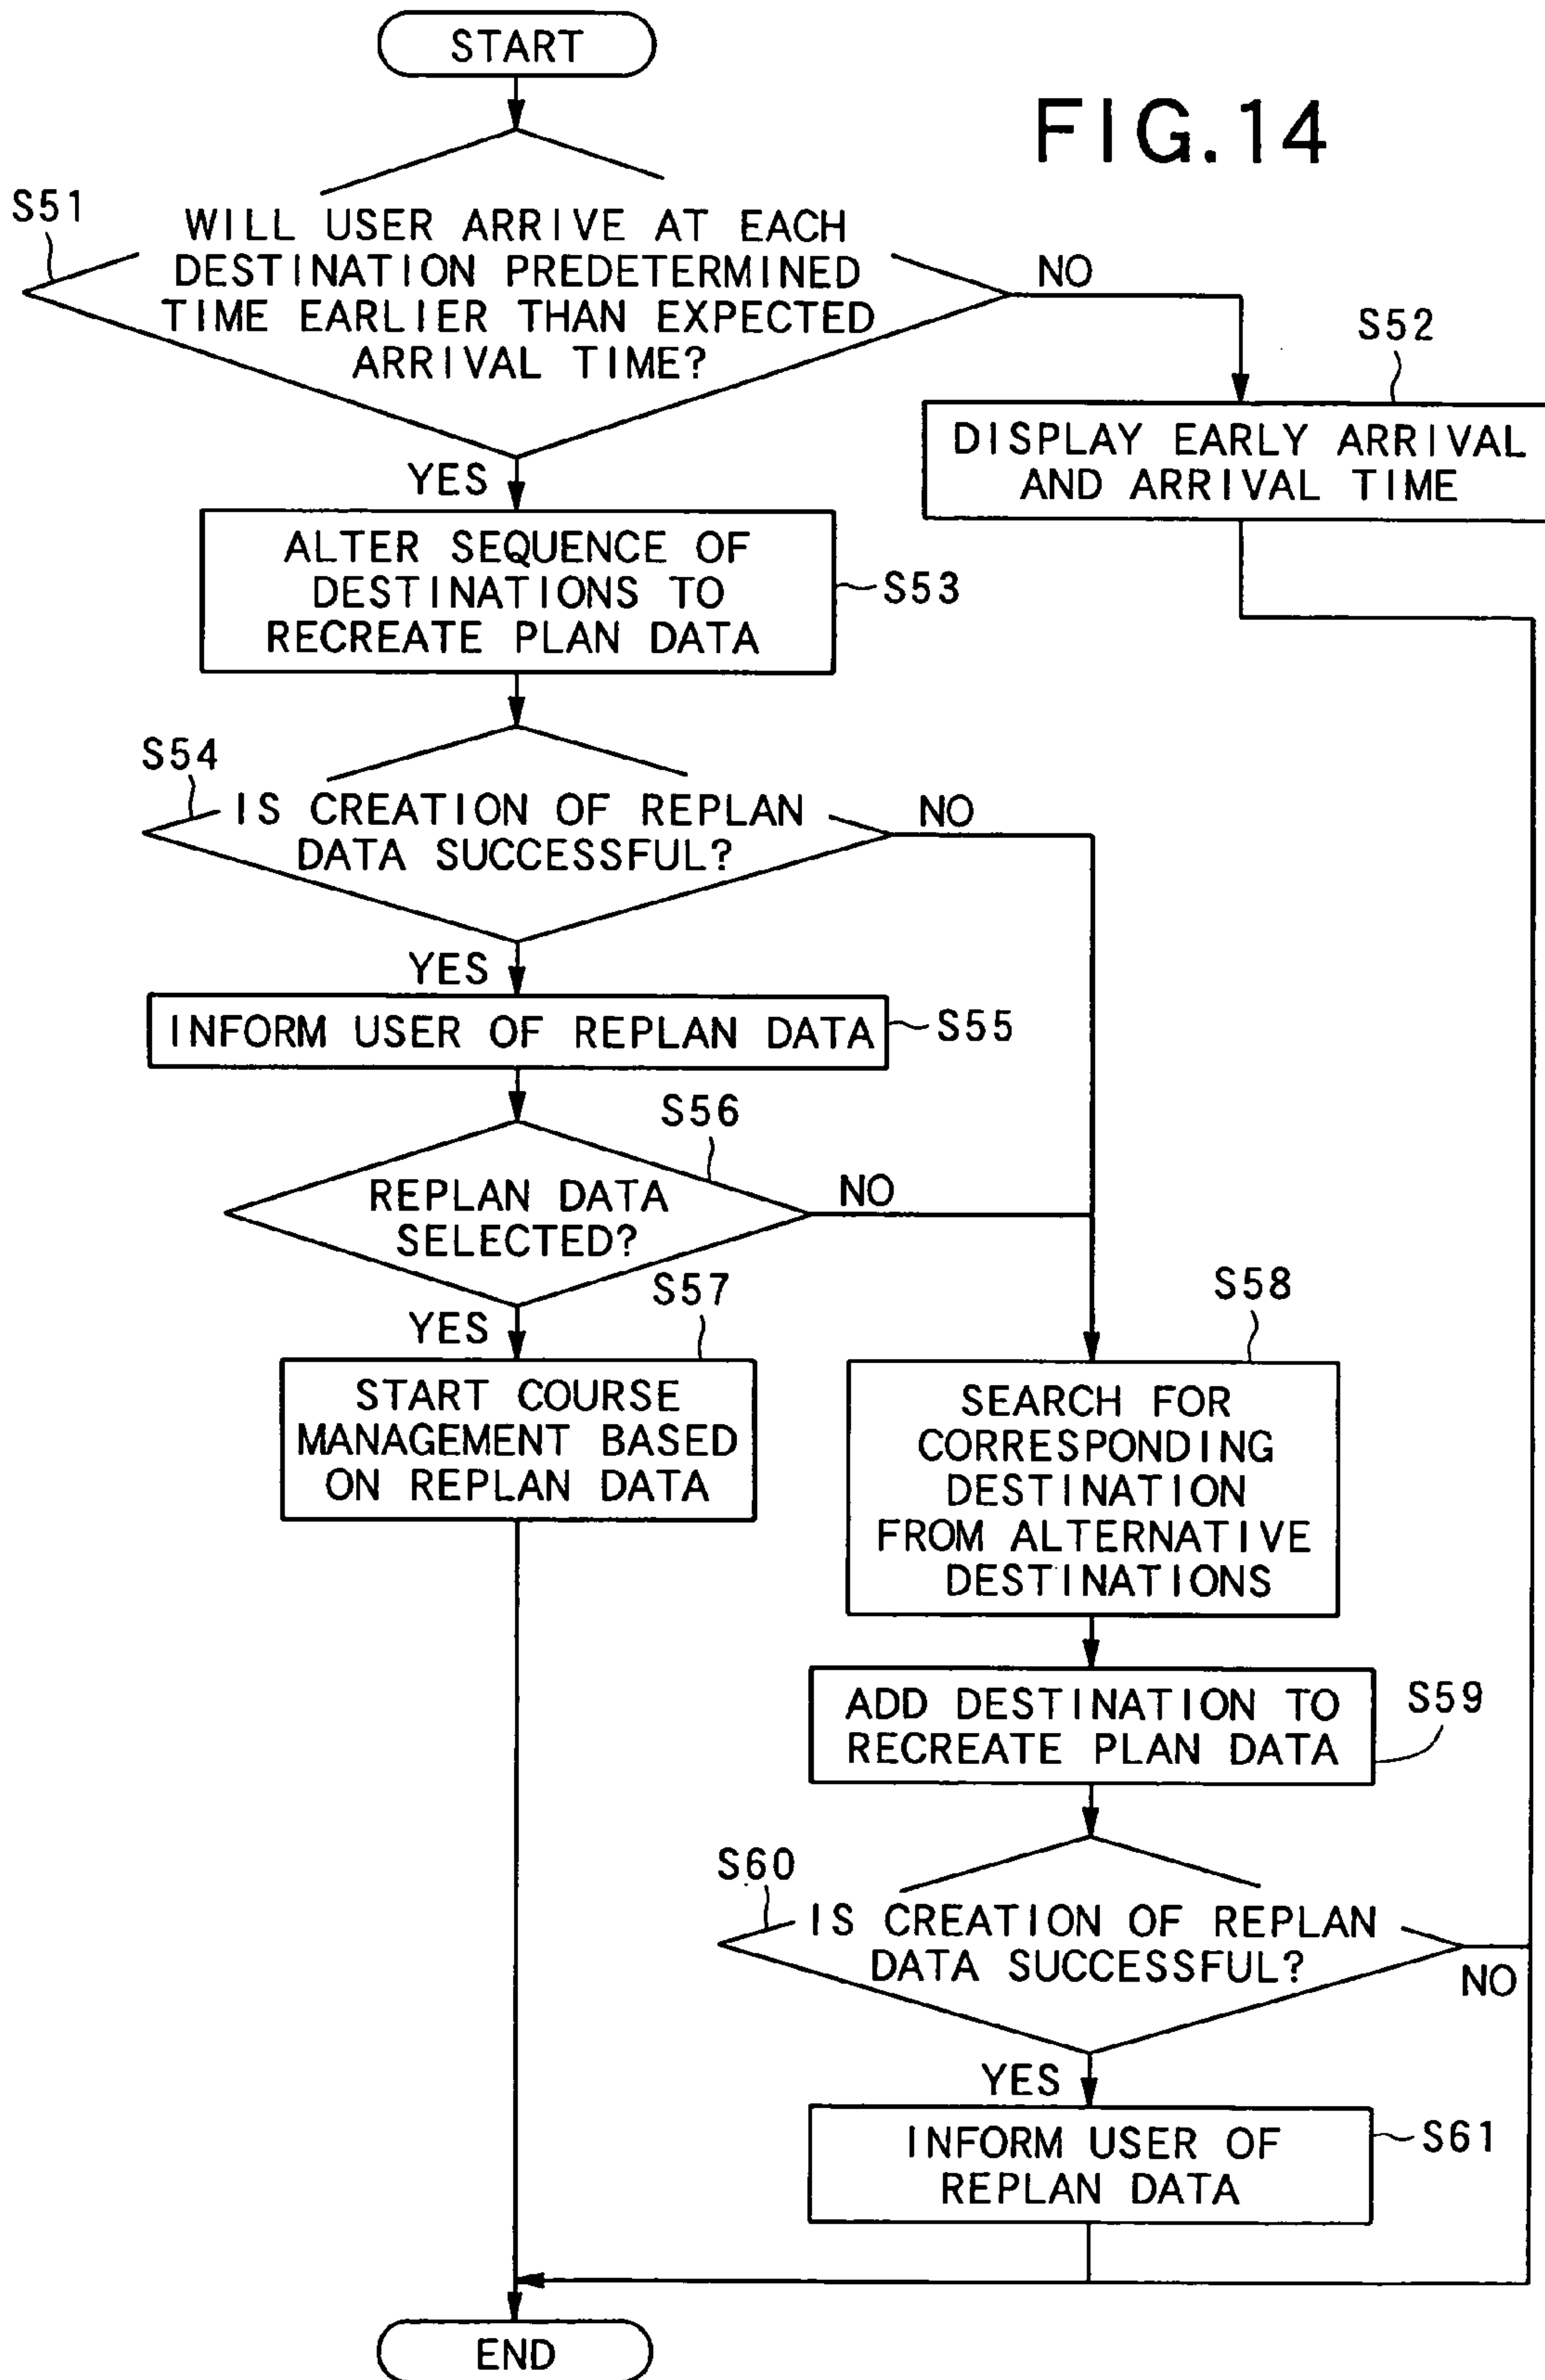 START
FIG.14
S51
WILL USER ARRIVE AT EACH
DESTINATION PREDETERMINED
TIME EARLIER THAN EXPECTED
ARRIVAL TIME?
NO
S52
DISPLAY EARLY ARRIVAL
AND ARRIVAL TIME
YES
ALTER SEQUENCE OF
DESTINATIONS TO
RECREATE PLAN DATA
S53
S54
IS CREATION OF REPLAN
DATA SUCCESSFUL?
NO
YES
INFORM USER OF REPLAN DATA
S55
S56
REPLAN DATA
SELECTED?
NO
YES
S57
START COURSE
MANAGEMENT BASED
ON REPLAN DATA
S58
SEARCH FOR
CORRESPONDING
DESTINATION
FROM ALTERNATIVE
DESTINATIONS
ADD DESTINATION TO
RECREATE PLAN DATA
S59
S60
IS CREATION OF REPLAN
DATA SUCCESSFUL?
NO
YES
INFORM USER OF
REPLAN DATA
S61
END